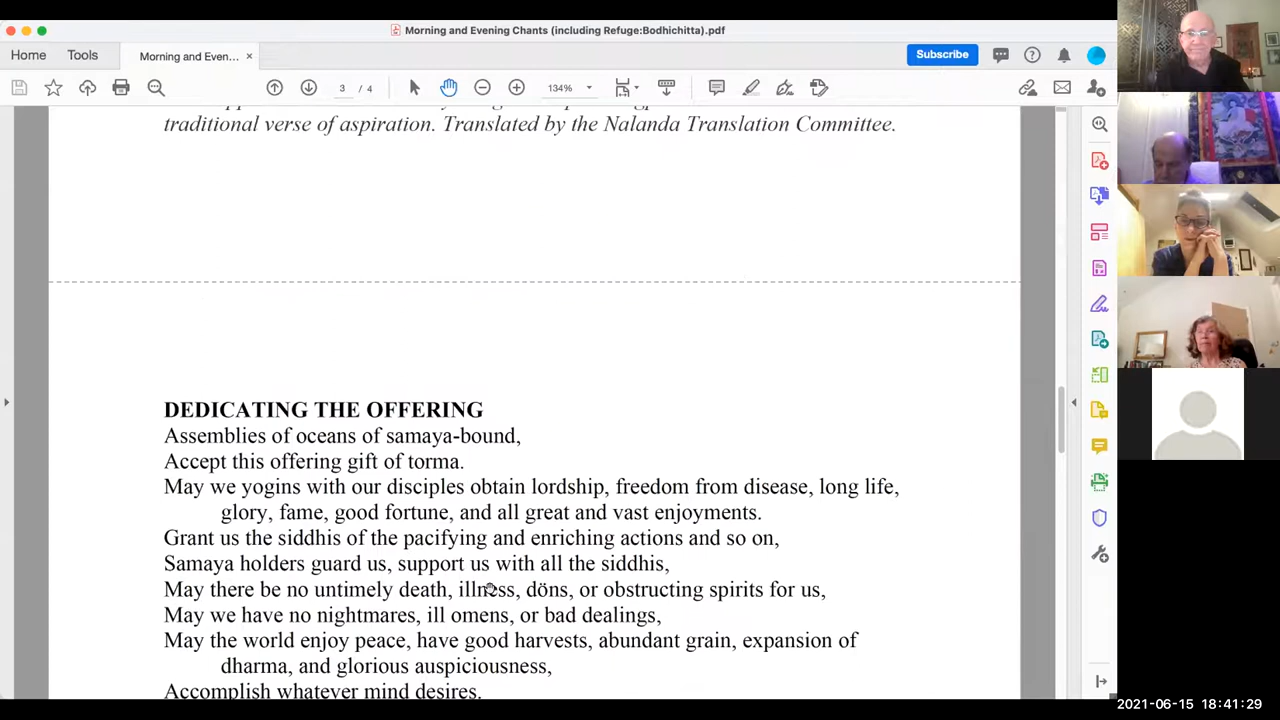 Morning and Evening Chants (including Refuge:Bodhichitta).pdf
Home
Tools
Morning and Even...
Subscribe
3 / 4
134%
traditional verse of aspiration. Translated by the Nalanda Translation Committee.
DEDICATING THE OFFERING
Assemblies of oceans of samaya-bound,
Accept this offering gift of torma.
May we yogins with our disciples obtain lordship, freedom from disease, long life,
glory, fame, good fortune, and all great and vast enjoyments.
Grant us the siddhis of the pacifying and enriching actions and so on,
Samaya holders guard us, support us with all the siddhis,
May there be no untimely death, illness, döns, or obstructing spirits for us,
May we have no nightmares, ill omens, or bad dealings,
May the world enjoy peace, have good harvests, abundant grain, expansion of
dharma, and glorious auspiciousness,
Accomplish whatever mind desires.
2021-06-15 18:41:29